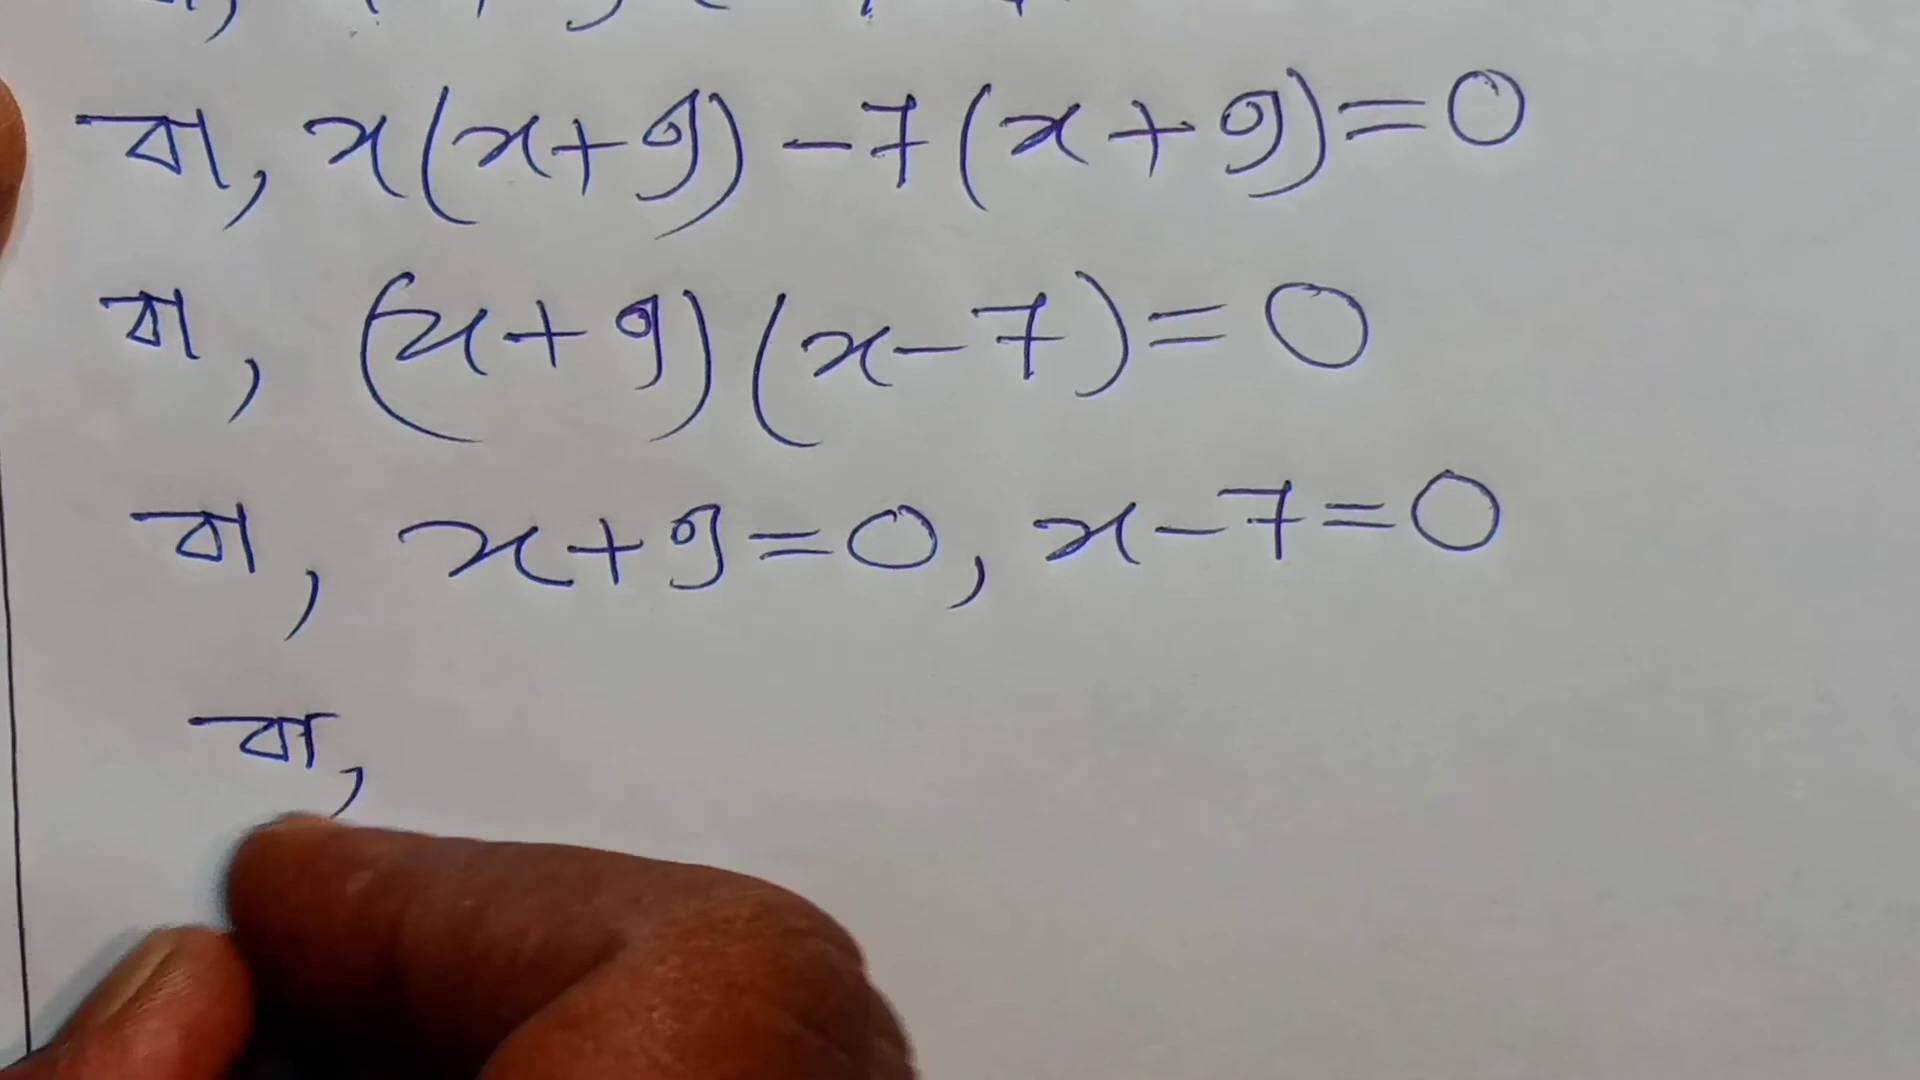 বা, x(x+9)-7(x+9)=0
বা, (x+9)(x-7)=0
বা, x+9=0, x-7=0
বা,